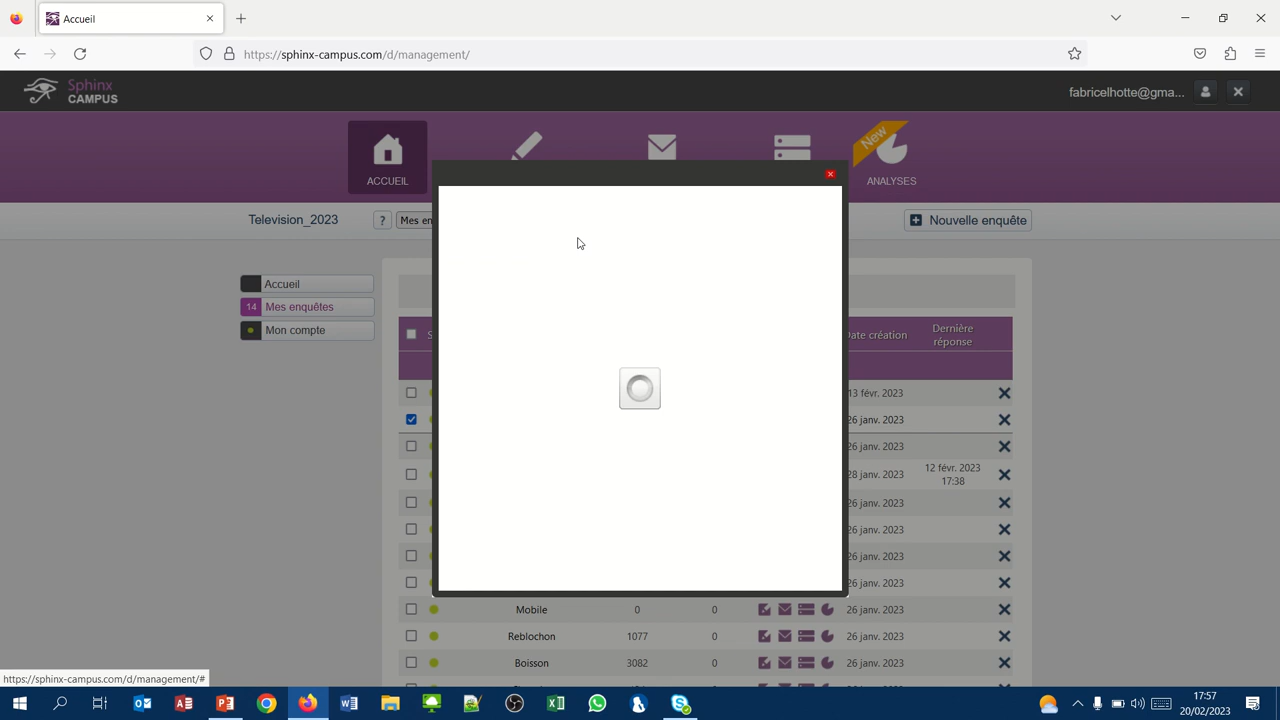 Accueil
https://sphinx-campus.com/d/management/
Sphinx
CAMPUS
fabricelhotte@gma...
New
ACCUEIL
ANALYSES
Television_2023
?
Mes en
Nouvelle enquête
Accueil
14 Mes enquêtes
Mon compte
S
Date création
Dernière
réponse
13 févr. 2023
26 janv. 2023
26 janv. 2023
28 janv. 2023
12 févr. 2023
17:38
26 janv. 2023
26 janv. 2023
26 janv. 2023
26 janv. 2023
Mobile 0 0 26 janv. 2023
Reblochon 1077 0 26 janv. 2023
Boisson 3082 0 26 janv. 2023
https://sphinx-campus.com/d/management/#
17:57
20/02/2023